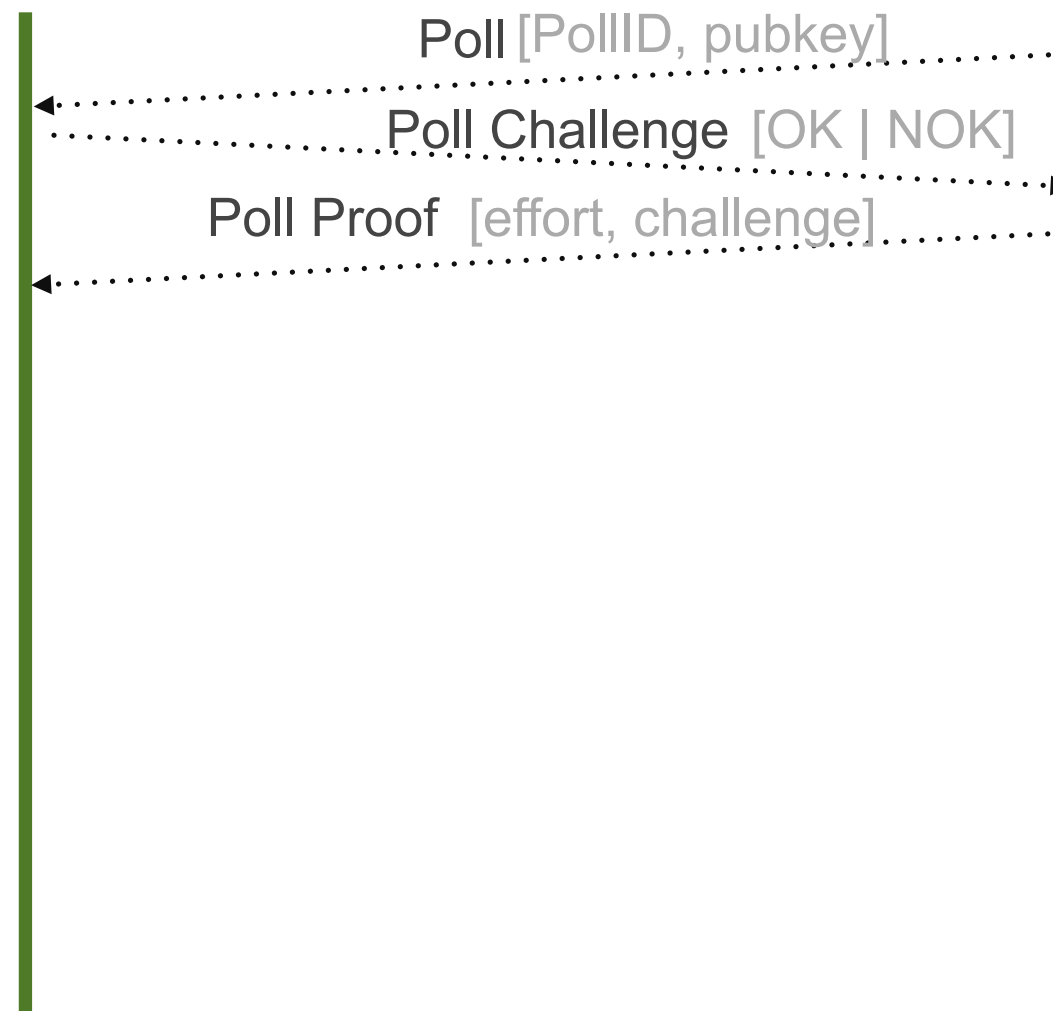 Poll [PollID, pubkey]
Poll Challenge [OK | NOK]
Poll Proof [effort, challenge]